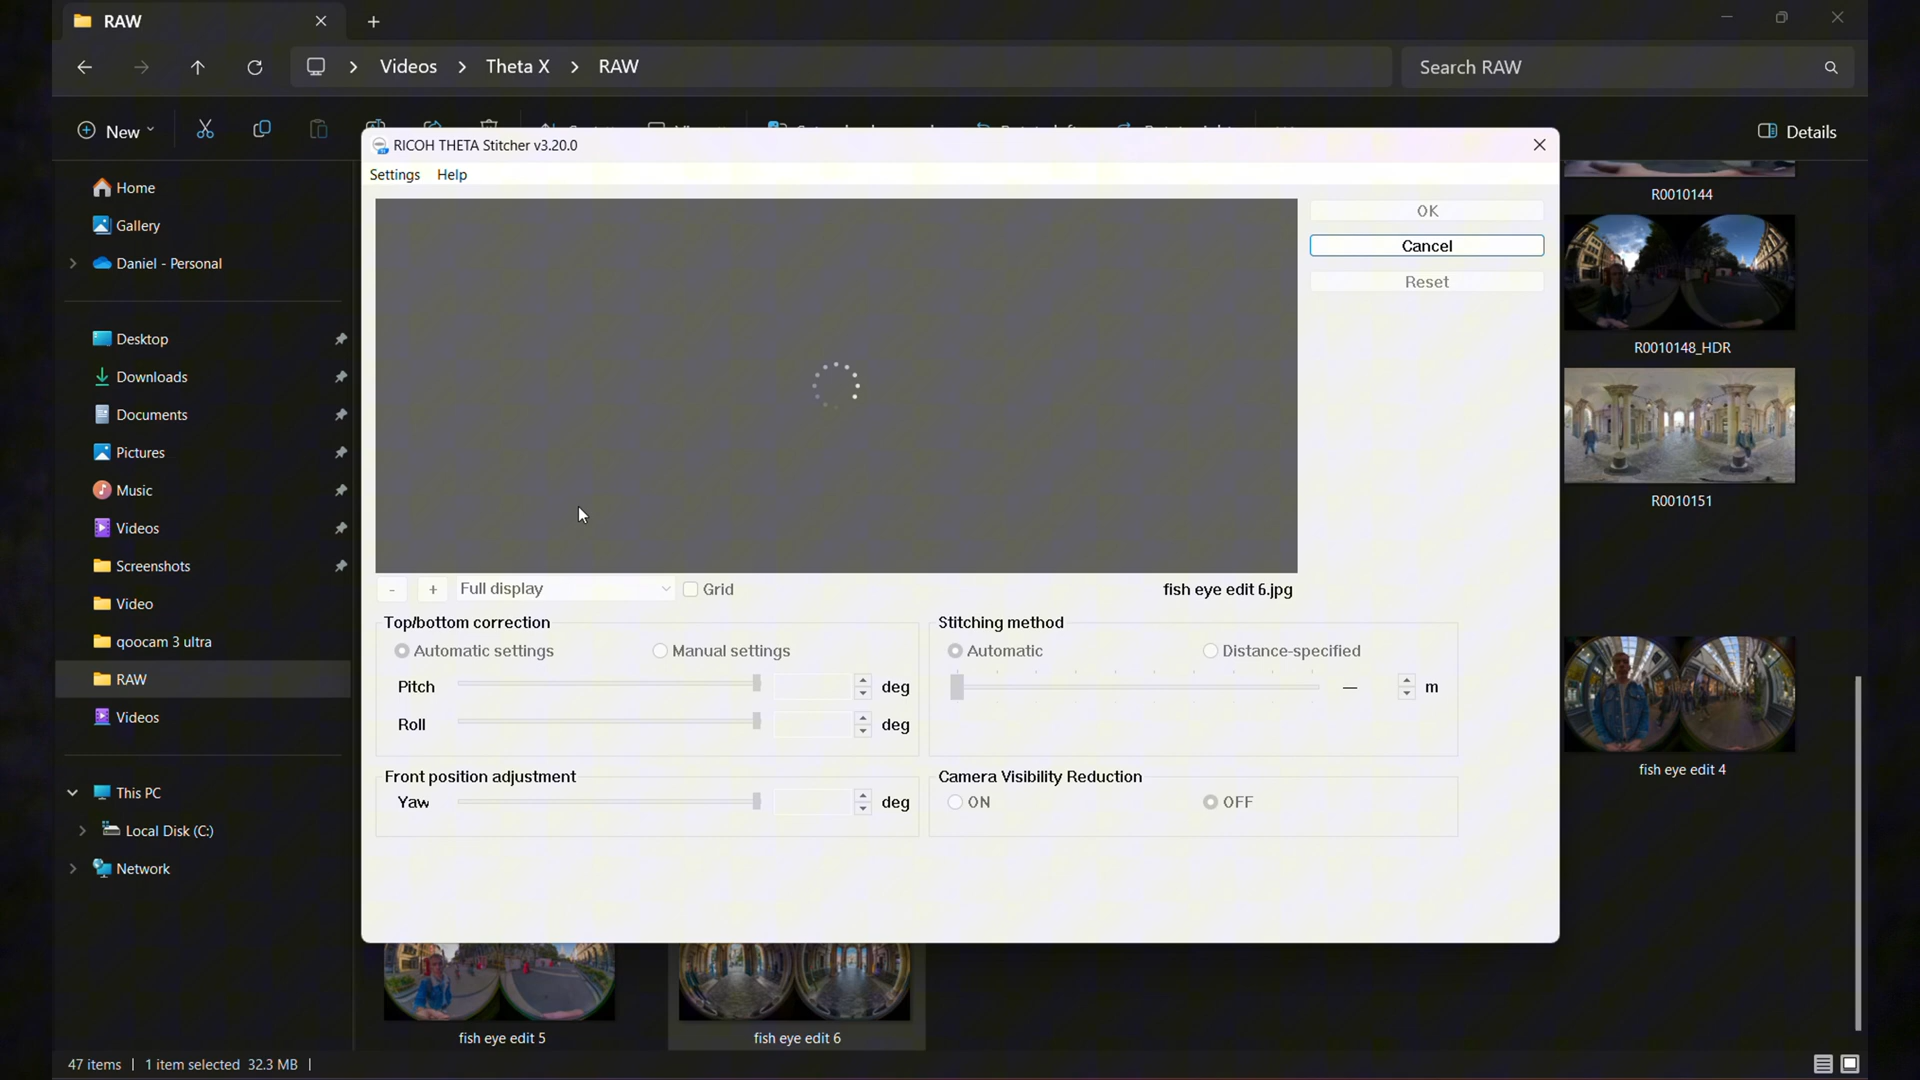 RAW
Videos
Theta X
RAW
Search RAW
New
Details
RICOH THETA Stitcher v3.20.0
Settings Help
Home
Gallery
Daniel - Personal
Desktop
Downloads
Documents
Pictures
Music
Videos
Screenshots
Video
qoocam 3 ultra
RAW
Videos
This PC
Local Disk (C:)
Network
OK
Cancel
Reset
- + Full display Grid
fish eye edit 6.jpg
Top/bottom correction
Automatic settings Manual settings
Pitch deg
Roll deg
Stitching method
Automatic Distance-specified
— m
Front position adjustment
Yaw deg
Camera Visibility Reduction
ON OFF
R0010144
R0010148_HDR
R0010151
fish eye edit 4
fish eye edit 5
fish eye edit 6
47 items | 1 item selected 32.3 MB |